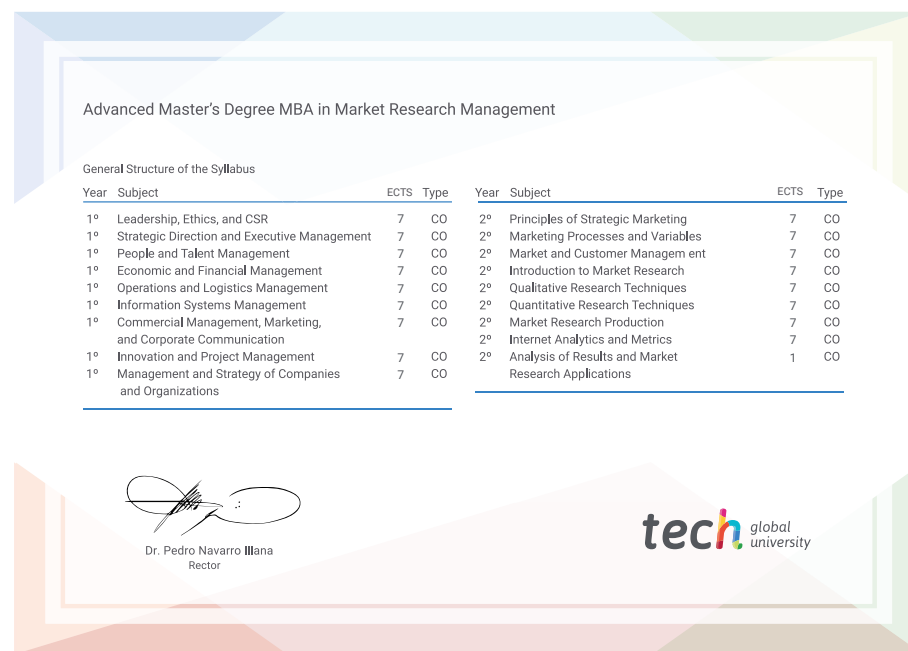 Advanced Master's Degree MBA in Market Research Management
General Structure of the Syllabus
Year Subject ECTS Type
1º Leadership, Ethics, and CSR 7 CO
1º Strategic Direction and Executive Management 7 CO
1º People and Talent Management 7 CO
1º Economic and Financial Management 7 CO
1º Operations and Logistics Management 7 CO
1º Information Systems Management 7 CO
1º Commercial Management, Marketing, 7 CO
and Corporate Communication
1º Innovation and Project Management 7 CO
1º Management and Strategy of Companies 7 CO
and Organizations
Year Subject ECTS Type
2º Principles of Strategic Marketing 7 CO
2º Marketing Processes and Variables 7 CO
2º Market and Customer Managem ent 7 CO
2º Introduction to Market Research 7 CO
2º Qualitative Research Techniques 7 CO
2º Quantitative Research Techniques 7 CO
2º Market Research Production 7 CO
2º Internet Analytics and Metrics 7 CO
2º Analysis of Results and Market 1 CO
Research Applications
Dr. Pedro Navarro Illana
Rector
tech global
university